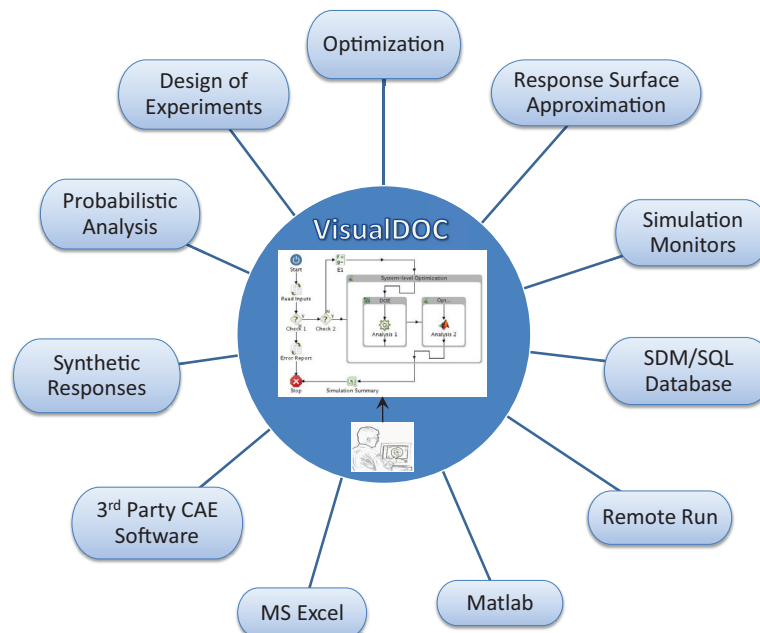 Optimization
Design of
Experiments
Response Surface
Approximation
Probabilistic
Analysis
Simulation
Monitors
VisualDOC
Start
E1
System-level Optimization
Read Inputs
DOE
Opt...
N
Y
Y
Check 1
Check 2
Analysis 1
Analysis 2
Error Report
Stop
Simulation Summary
Synthetic
Responses
SDM/SQL
Database
3rd Party CAE
Software
Remote Run
MS Excel
Matlab